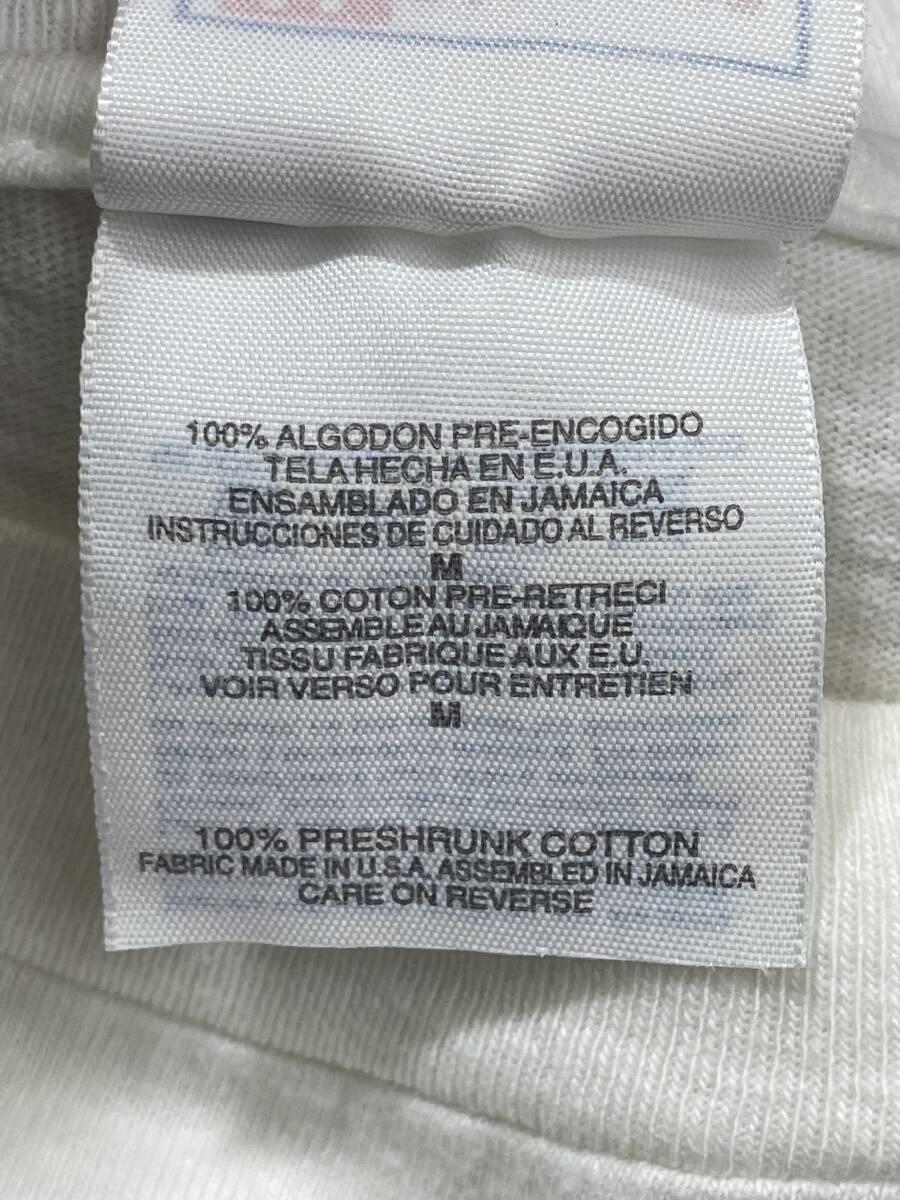 100% ALGODON PRE-ENCOGIDO
TELA HECHA EN E.U.A.
ENSAMBLADO EN JAMAICA
INSTRUCCIONES DE CUIDADO AL REVERSO
M
100% COTON PRE-RETRECI
ASSEMBLE AU JAMAIQUE
TISSU FABRIQUE AUX E.U.
VOIR VERSO POUR ENTRETIEN
M
100% PRESHRUNK COTTON
FABRIC MADE IN U.S.A. ASSEMBLED IN JAMAICA
CARE ON REVERSE